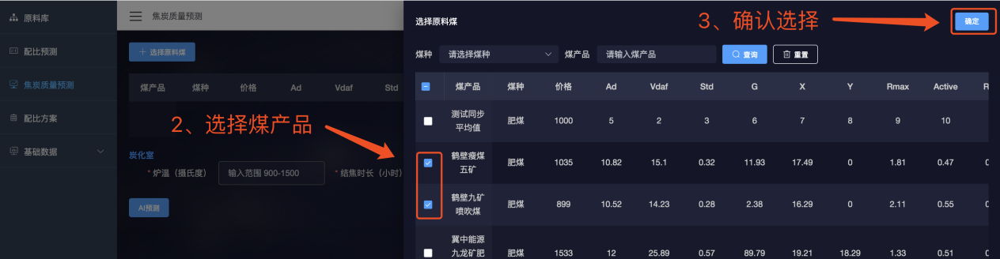 原料库
配比预测
焦炭质量预测
配比方案
基础数据
焦炭质量预测
选择原料煤
煤产品 煤种 价格 Ad Vdaf Std
2、选择煤产品
炭化室
* 炉温（摄氏度） 输入范围 900-1500 * 结焦时长（小时）
AI预测
选择原料煤
3、确认选择
确定
煤种 请选择煤种 煤产品 请输入煤产品 查询 重置
煤产品 煤种 价格 Ad Vdaf Std G X Y Rmax Active
测试同步
平均值 肥煤 1000 5 2 3 6 7 8 9 10
鹤壁瘦煤
五矿 肥煤 1035 10.82 15.1 0.32 11.93 17.49 0 1.81 0.47
鹤壁九矿
喷吹煤 肥煤 899 10.52 14.23 0.28 2.38 16.29 0 2.11 0.55
冀中能源
九龙矿肥 肥煤 1533 12 25.89 0.57 89.79 19.21 18.29 1.33 0.51